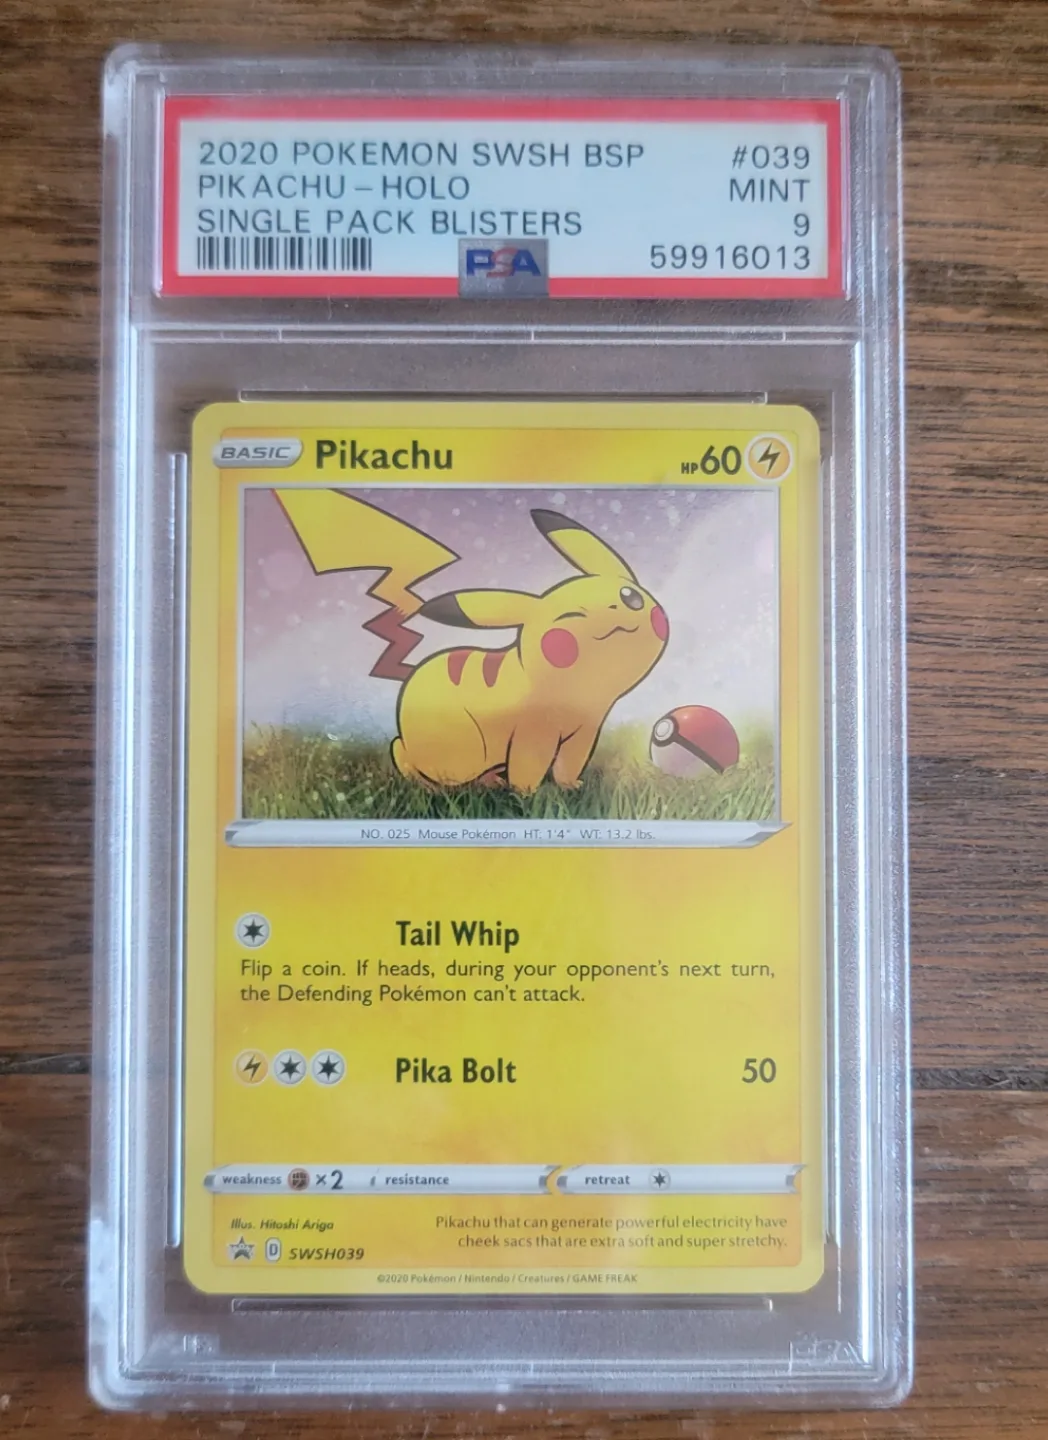 2020 POKEMON SWSH BSP #039
PIKACHU - HOLO MINT
SINGLE PACK BLISTERS 9
PSA 59916013
BASIC Pikachu HP 60
NO. 025 Mouse Pokémon HT: 1'4" WT: 13.2 lbs.
Tail Whip
Flip a coin. If heads, during your opponent's next turn,
the Defending Pokémon can't attack.
Pika Bolt 50
weakness ×2 resistance retreat
Illus. Hitoshi Ariga
Pikachu that can generate powerful electricity have
cheek sacs that are extra soft and super stretchy.
D SWSH039
©2020 Pokémon / Nintendo / Creatures / GAME FREAK
PSA